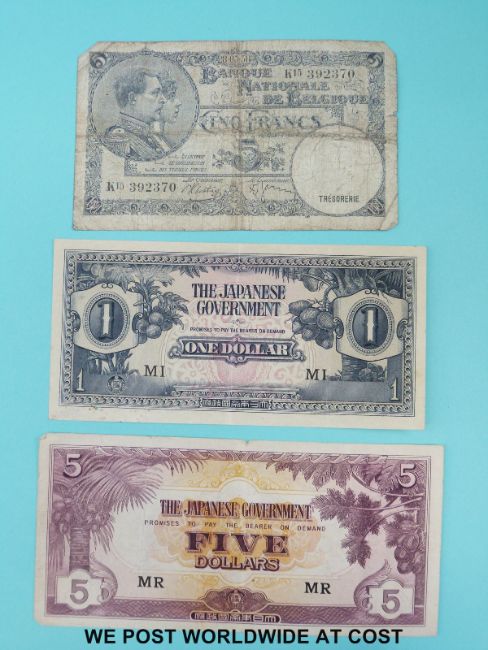 5
5
BANQUE
K15 392370
NATIONALE
DE BELGIQUE
CINQ FRANCS
5
K15 392370
TRÉSORERIE
THE JAPANESE
GOVERNMENT
PROMISES TO PAY THE BEARER ON DEMAND
1
1
ONE DOLLAR
MI
MI
1
1
5
5
THE JAPANESE GOVERNMENT
PROMISES TO PAY THE BEARER ON DEMAND
FIVE
DOLLARS
MR
MR
5
5
WE POST WORLDWIDE AT COST